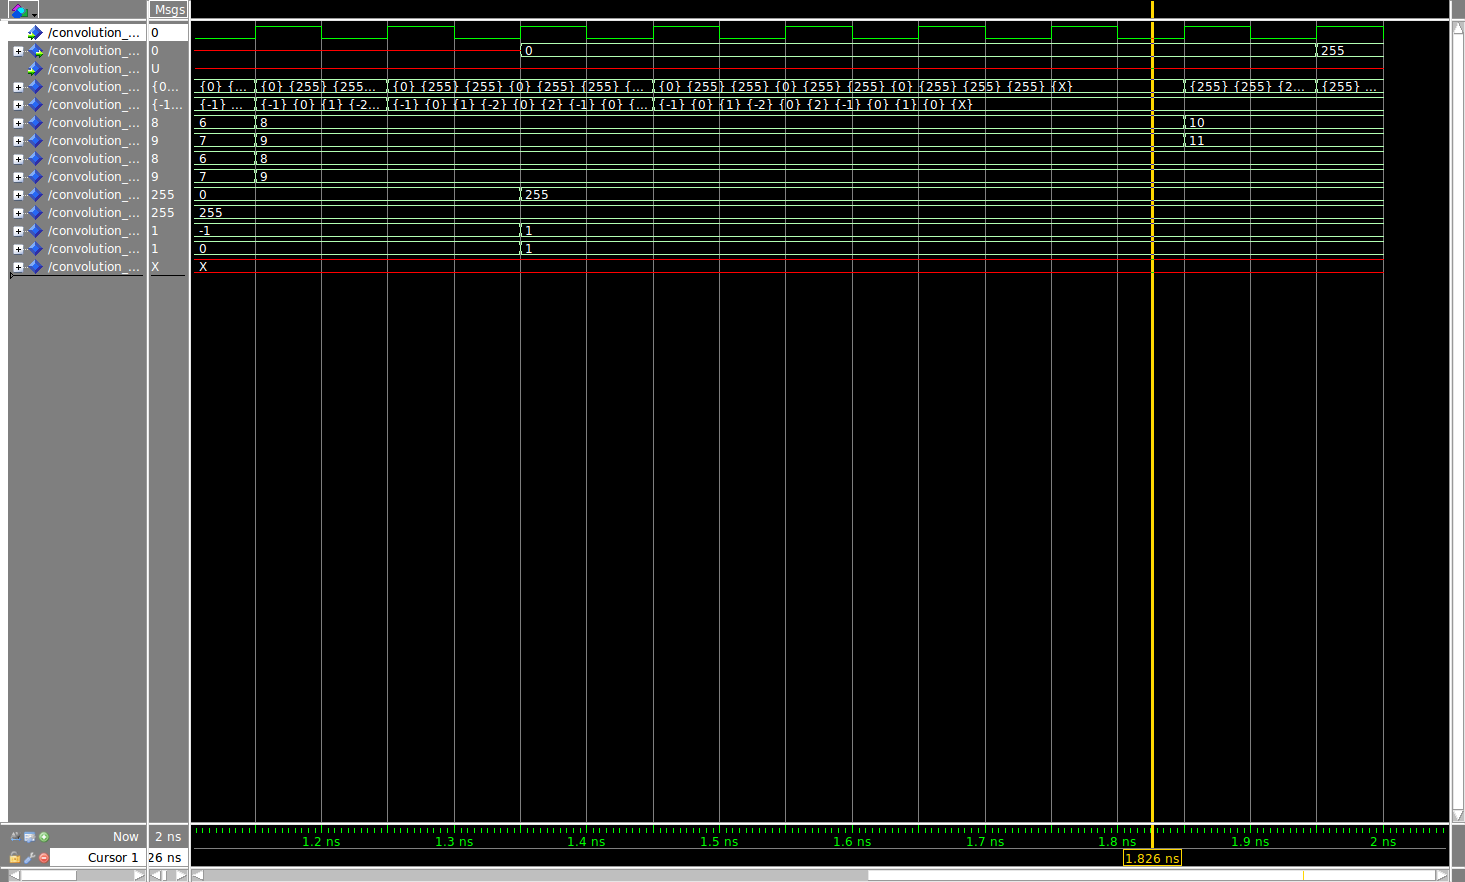 Msgs
/convolution_... 0
/convolution_... 0 0 255
/convolution_... U
/convolution_... {0... {0} {... {0} {255} {255... {0} {255} {255} {0} {255} {255} {... {0} {255} {255} {0} {255} {255} {0} {255} {255} {255} {X} {255} {255} {2... {255} ...
/convolution_... {-1... {-1} ... {-1} {0} {1} {-2... {-1} {0} {1} {-2} {0} {2} {-1} {0} {... {-1} {0} {1} {-2} {0} {2} {-1} {0} {1} {0} {X}
/convolution_... 8 6 8 10
/convolution_... 9 7 9 11
/convolution_... 8 6 8
/convolution_... 9 7 9
/convolution_... 255 0 255
/convolution_... 255 255
/convolution_... 1 -1 1
/convolution_... 1 0 1
/convolution_... X X
Now 2 ns 1.2 ns 1.3 ns 1.4 ns 1.5 ns 1.6 ns 1.7 ns 1.8 ns 1.9 ns 2 ns
Cursor 1 26 ns 1.826 ns